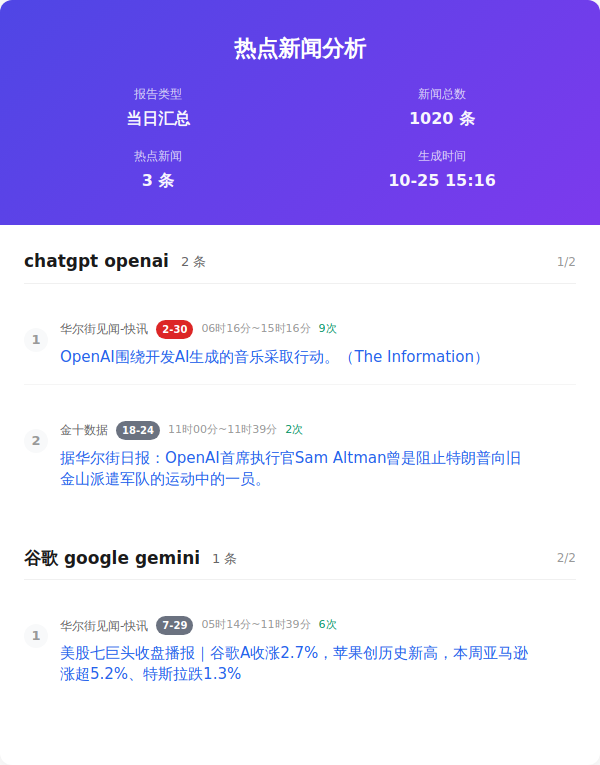 热点新闻分析
报告类型
新闻总数
当日汇总
1020 条
热点新闻
生成时间
3 条
10-25 15:16
chatgpt openai 2 条 1/2
1 华尔街见闻-快讯 2-30 06时16分~15时16分 9次
OpenAI围绕开发AI生成的音乐采取行动。（The Information）
2 金十数据 18-24 11时00分~11时39分 2次
据华尔街日报：OpenAI首席执行官Sam Altman曾是阻止特朗普向旧
金山派遣军队的运动中的一员。
谷歌 google gemini 1 条 2/2
1 华尔街见闻-快讯 7-29 05时14分~11时39分 6次
美股七巨头收盘播报｜谷歌A收涨2.7%，苹果创历史新高，本周亚马逊
涨超5.2%、特斯拉跌1.3%